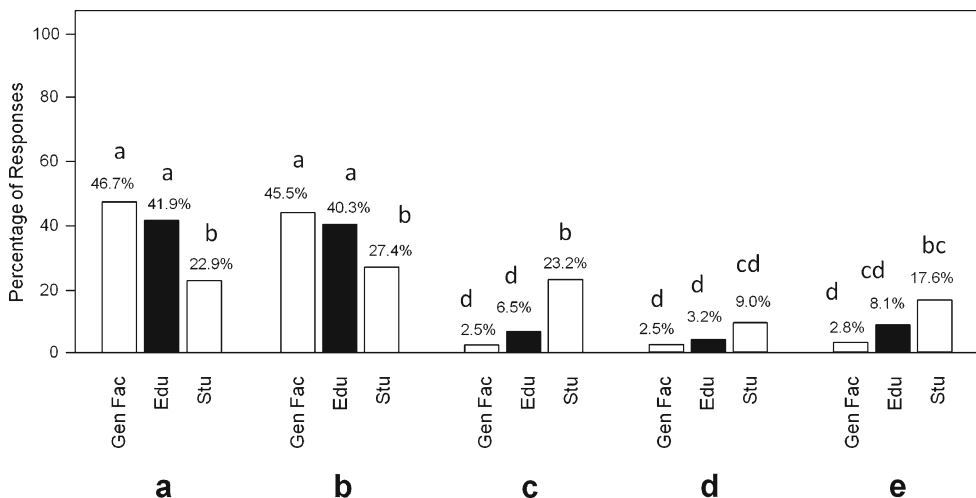 Percentage of Responses
100
80
60
40
20
0
a a b
46.7% 41.9% 22.9%
a a b
45.5% 40.3% 27.4%
d d b
2.5% 6.5% 23.2%
d d cd
2.5% 3.2% 9.0%
d cd bc
2.8% 8.1% 17.6%
Gen Fac Edu Stu
Gen Fac Edu Stu
Gen Fac Edu Stu
Gen Fac Edu Stu
Gen Fac Edu Stu
a b c d e